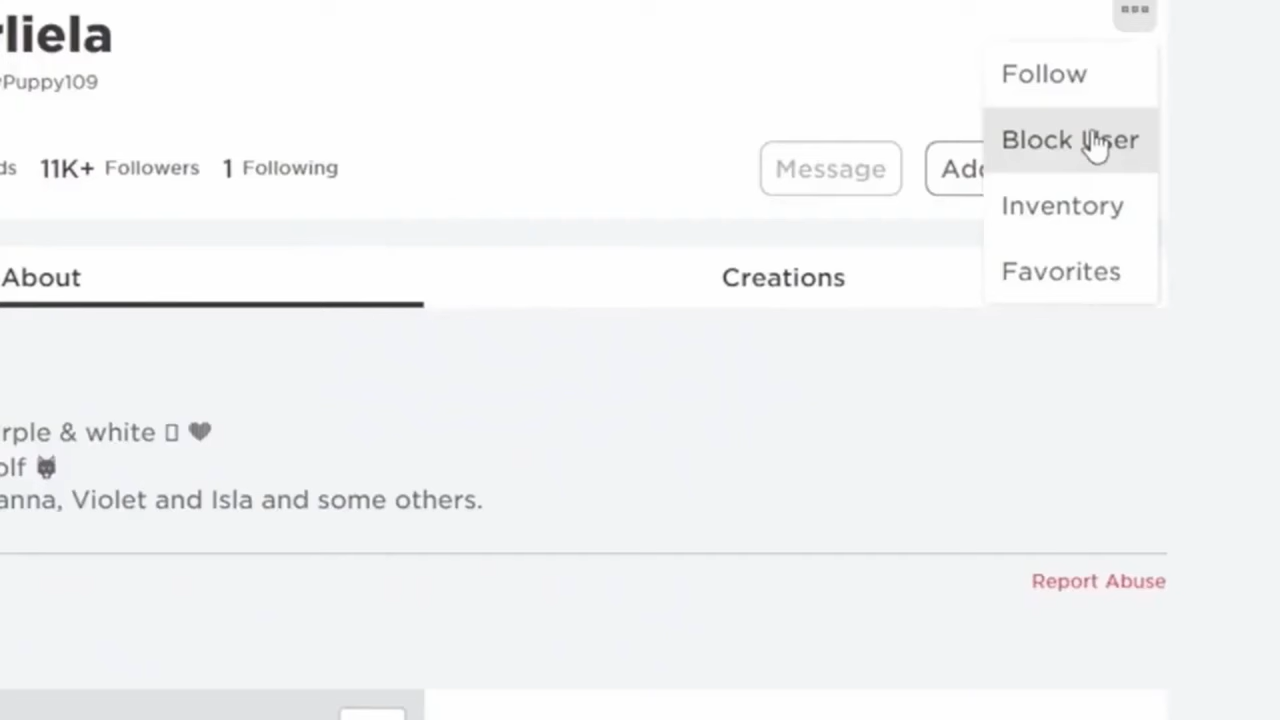 rliela
Puppy109
ds 11K+ Followers 1 Following
Message
Add
Follow
Block User
Inventory
Favorites
About
Creations
rple & white
olf
anna, Violet and Isla and some others.
Report Abuse